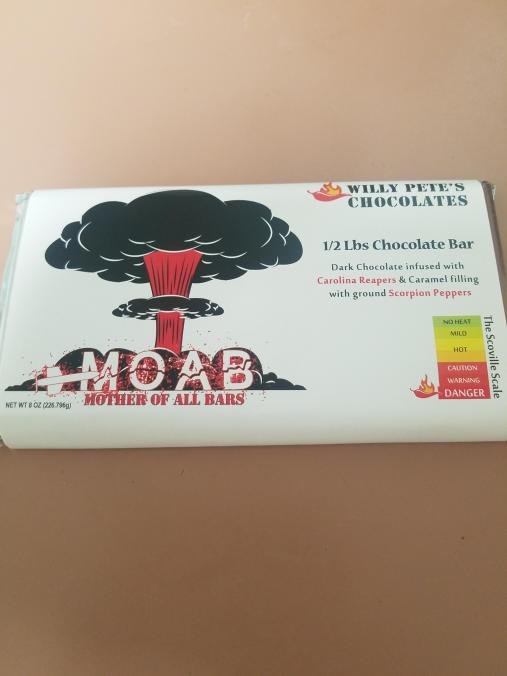 WILLY PETE'S
CHOCOLATES
1/2 Lbs Chocolate Bar
Dark Chocolate infused with
Carolina Reapers & Caramel filling
with ground Scorpion Peppers
NO HEAT
MILD
HOT
CAUTION
WARNING
DANGER
The Scoville Scale
MOAB
MOTHER OF ALL BARS
NET WT 8 OZ (226.796g)